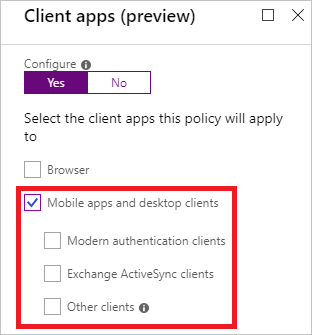 Client apps (preview)
Configure
Yes No
Select the client apps this policy will apply
to
Browser
Mobile apps and desktop clients
Modern authentication clients
Exchange ActiveSync clients
Other clients